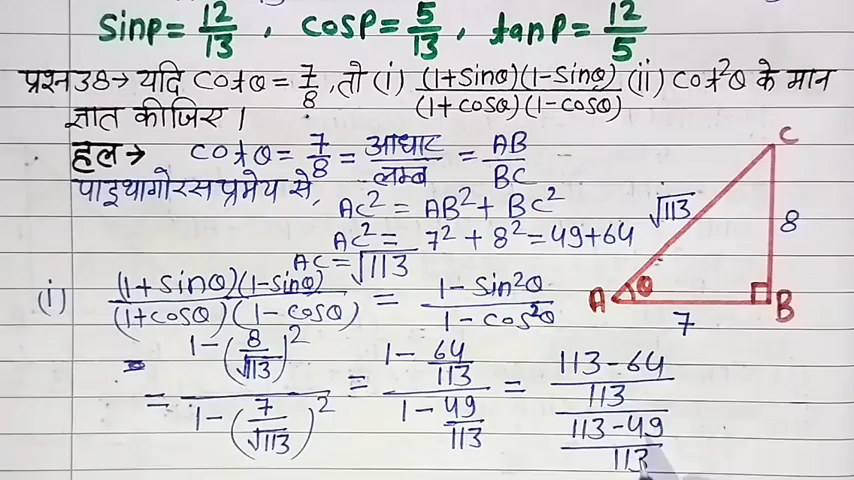 sinP = 12/13 , cosP = 5/13 , tanP = 12/5
प्रश्न 38→ यदि cotθ = 7/8 , तो (i) (1+sinθ)(1-sinθ)/(1+cosθ)(1-cosθ) (ii) cot²θ के मान
ज्ञात कीजिए ।
हल→ cotθ = 7/8 = आधार/लम्ब = AB/BC
पाइथागोरस प्रमेय से,
AC² = AB² + BC²
AC² = 7² + 8² = 49+64
AC = √113
(i) (1+sinθ)(1-sinθ)/(1+cosθ)(1-cosθ) = 1-sin²θ/1-cos²θ
= 1-(8/√113)²/1-(7/√113)² = 1-64/113/1-49/113 = 113-64/113/113-49/113
C
√113
8
A θ B
7